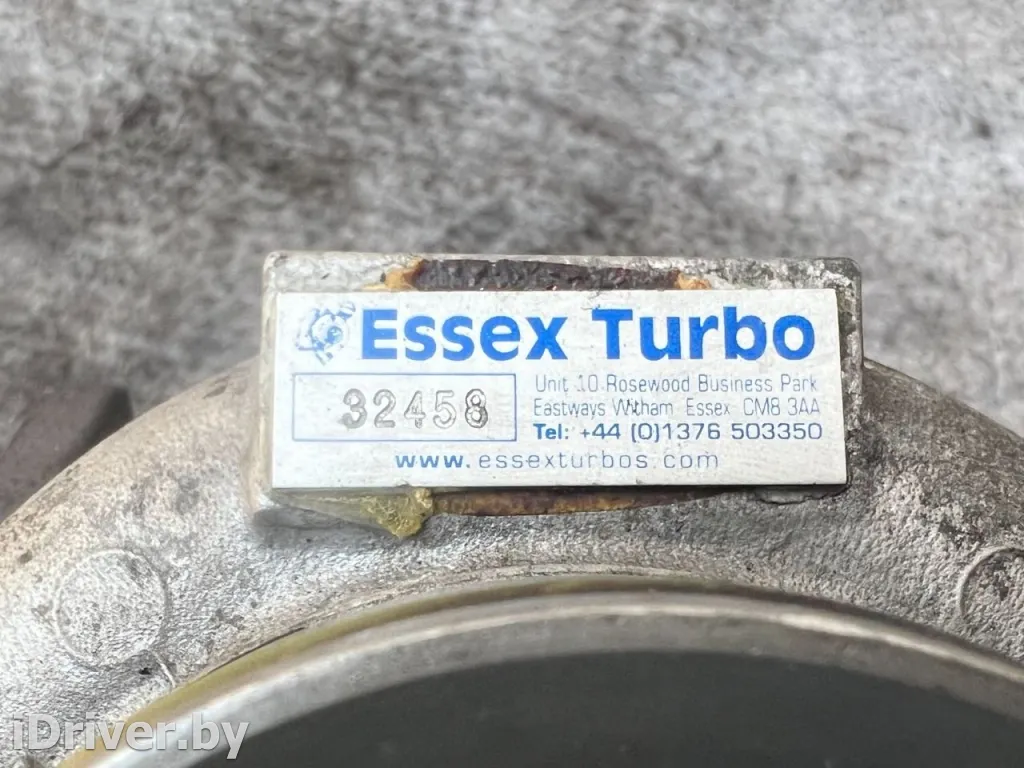 Essex Turbo
32458
Unit 10 Rosewood Business Park
Eastways Witham Essex CM8 3AA
Tel: +44 (0)1376 503350
www.essexturbos.com
iDriver.by